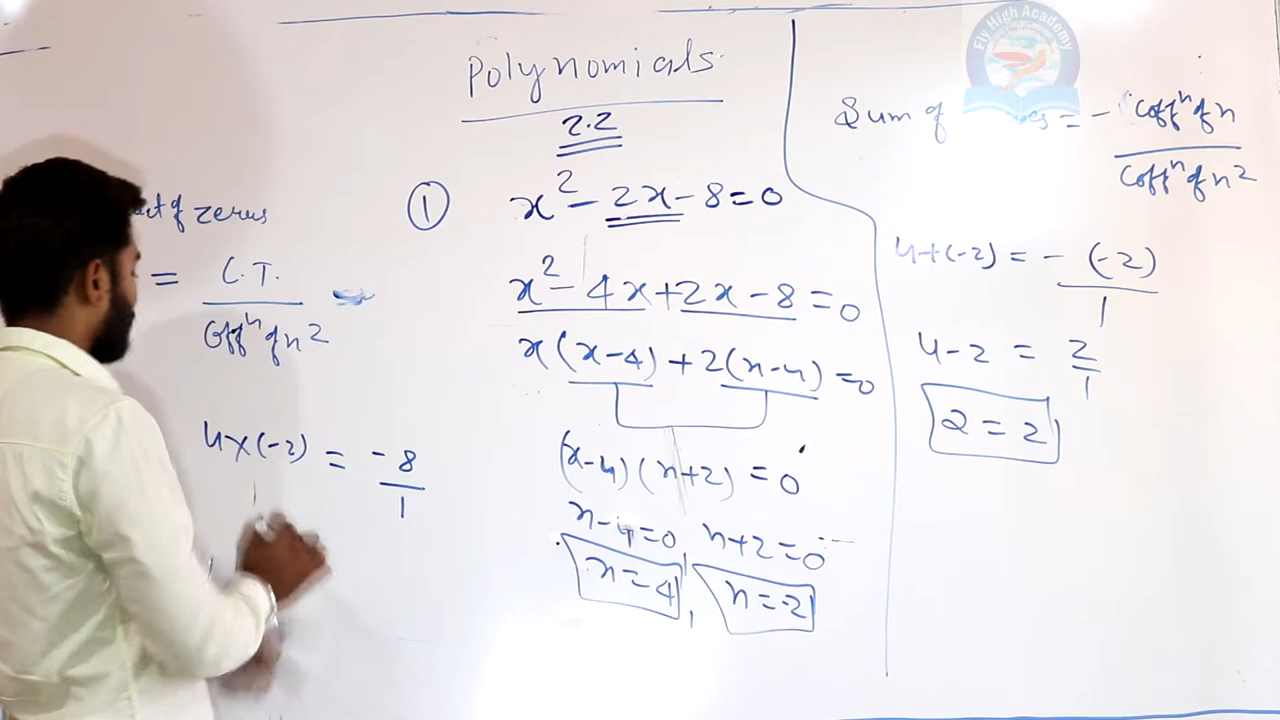 Fly High Academy
Polynomials
2.2
① x² - 2x - 8 = 0
x² - 4x + 2x - 8 = 0
x(x-4) + 2(x-4) = 0
(x-4)(x+2) = 0
x-4=0, x+2=0
x=4, x=-2
of zeros
= C.T.
Coffⁿ of x²
4×(-2) = -8
1
Sum of = - Coffⁿ of x
Coffⁿ of x²
4+(-2) = - (-2)
1
4-2 = 2
1
2 = 2